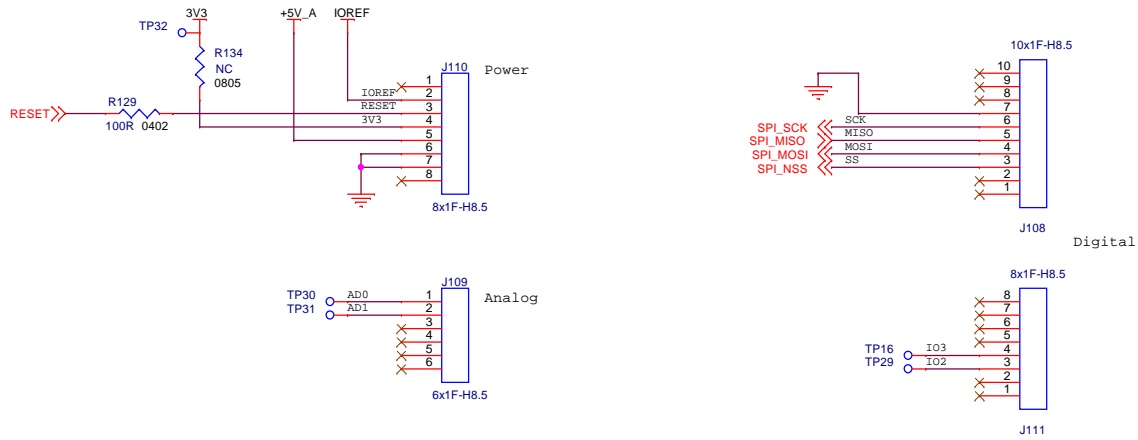 3V3
+5V_A
IOREF
TP32
R134
NC
0805
J110
Power
1
IOREF 2
RESET 3
3V3 4
5
6
7
8
RESET
R129
100R 0402
8x1F-H8.5
10x1F-H8.5
10
9
8
7
SPI_SCK SCK 6
SPI_MISO MISO 5
SPI_MOSI MOSI 4
SPI_NSS SS 3
2
1
J108
Digital
J109
Analog
TP30 AD0 1
TP31 AD1 2
3
4
5
6
6x1F-H8.5
8x1F-H8.5
8
7
6
5
TP16 IO3 4
TP29 IO2 3
2
1
J111